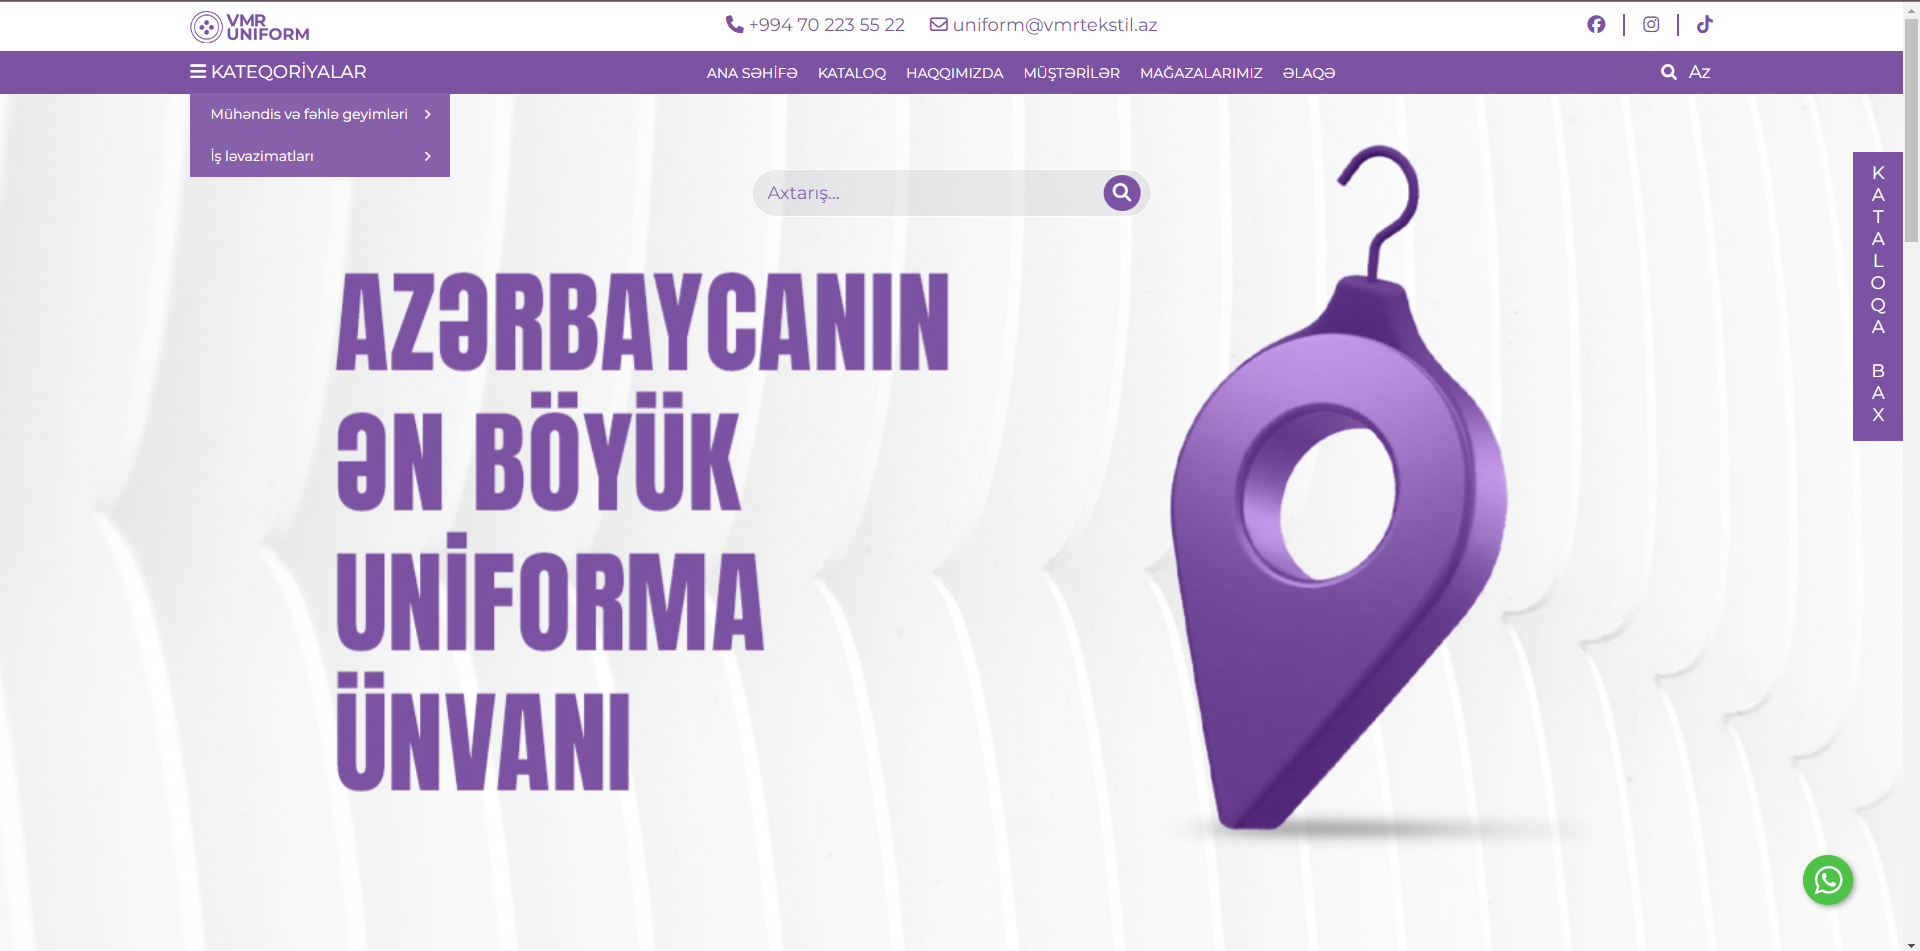 VMR
UNIFORM
+994 70 223 55 22
uniform@vmrtekstil.az
KATEQORİYALAR
ANA SƏHİFƏ
KATALOQ
HAQQIMIZDA
MÜŞTƏRİLƏR
MAĞAZALARIMIZ
ƏLAQƏ
Az
Mühəndis və fəhlə geyimləri
İş ləvazimatları
Axtarış...
AZƏRBAYCANIN
ƏN BÖYÜK
UNİFORMA
ÜNVANI
KATALOQA BAX